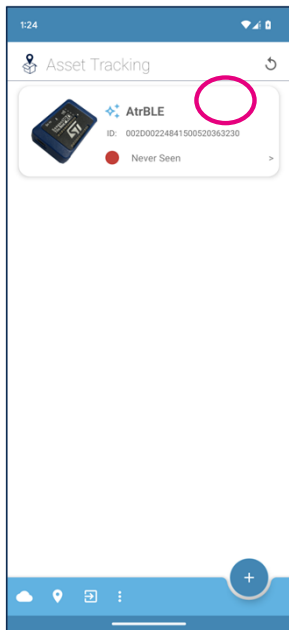 1:24
Asset Tracking
AtrBLE
ID: 002D00224841500520363230
Never Seen >
+